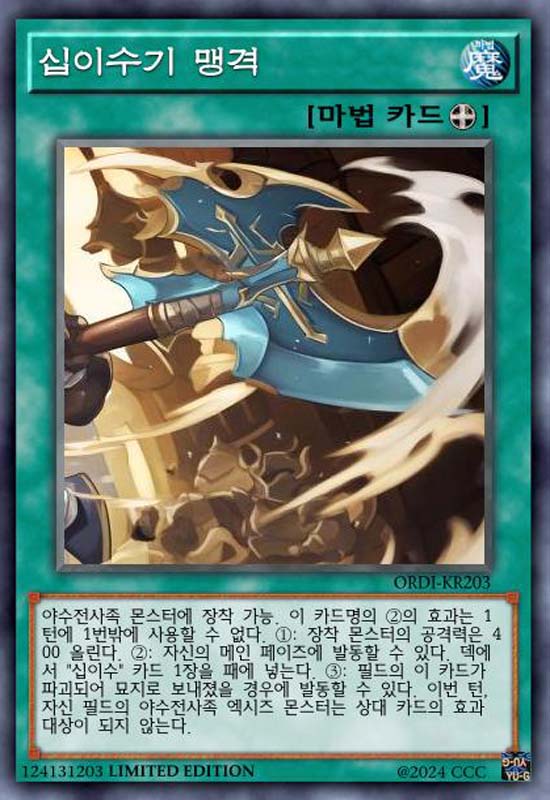 십이수기 맹격
마법
魔
[마법 카드]
ORDI-KR203
야수전사족 몬스터에 장착 가능. 이 카드명의 ②의 효과는 1
턴에 1번밖에 사용할 수 없다. ①: 장착 몬스터의 공격력은 4
00 올린다. ②: 자신의 메인 페이즈에 발동할 수 있다. 덱에
서 "십이수" 카드 1장을 패에 넣는다. ③: 필드의 이 카드가
파괴되어 묘지로 보내졌을 경우에 발동할 수 있다. 이번 턴,
자신 필드의 야수전사족 엑시즈 몬스터는 상대 카드의 효과
대상이 되지 않는다.
124131203 LIMITED EDITION
@2024 CCC